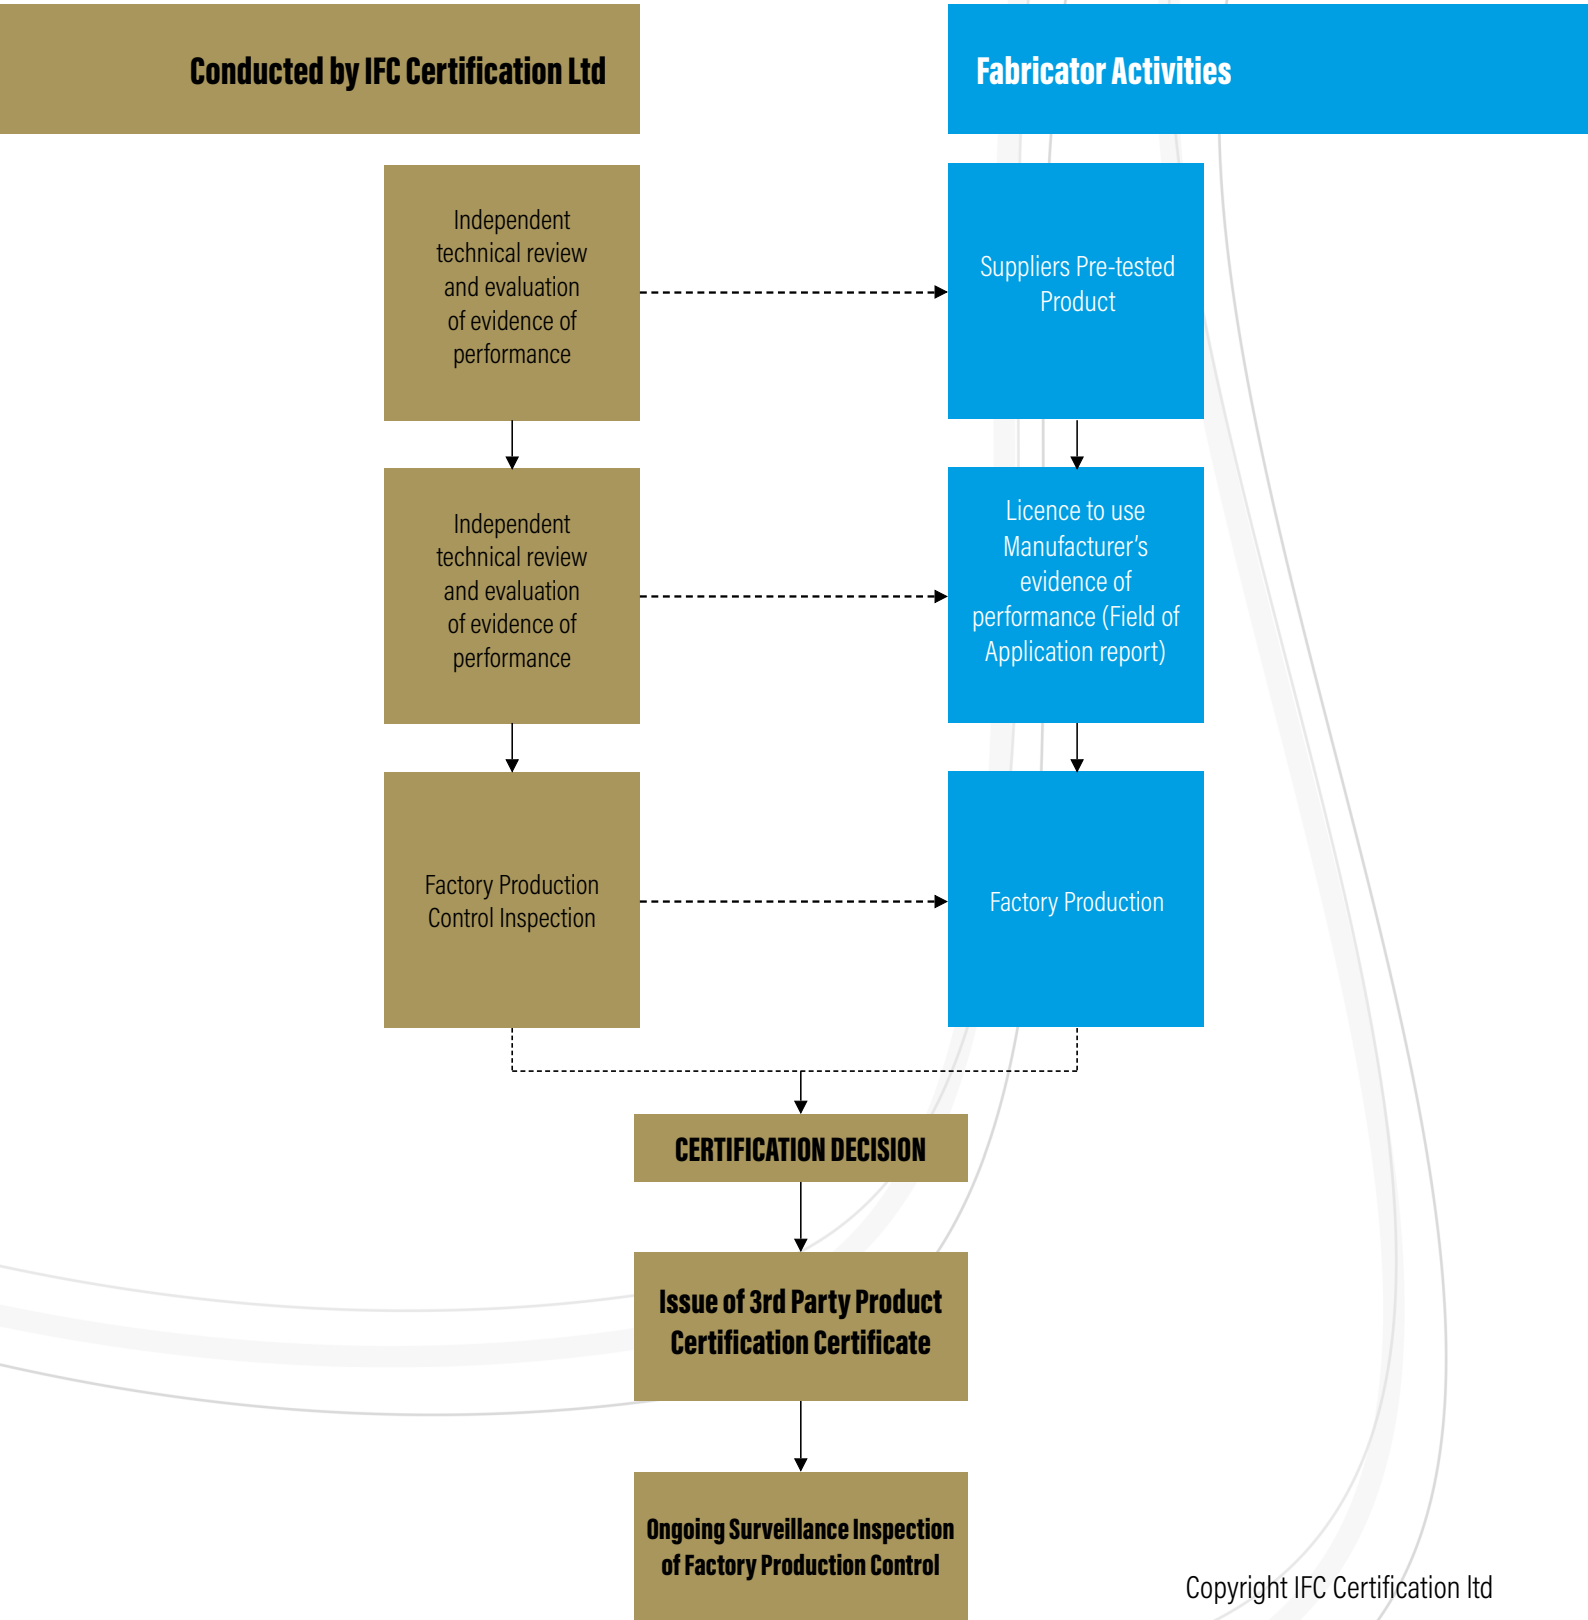 Conducted by IFC Certification Ltd
Fabricator Activities
Independent
technical review
and evaluation
of evidence of
performance
Suppliers Pre-tested
Product
Independent
technical review
and evaluation
of evidence of
performance
Licence to use
Manufacturer’s
evidence of
performance (Field of
Application report)
Factory Production
Control Inspection
Factory Production
CERTIFICATION DECISION
Issue of 3rd Party Product
Certification Certificate
Ongoing Surveillance Inspection
of Factory Production Control
Copyright IFC Certification ltd